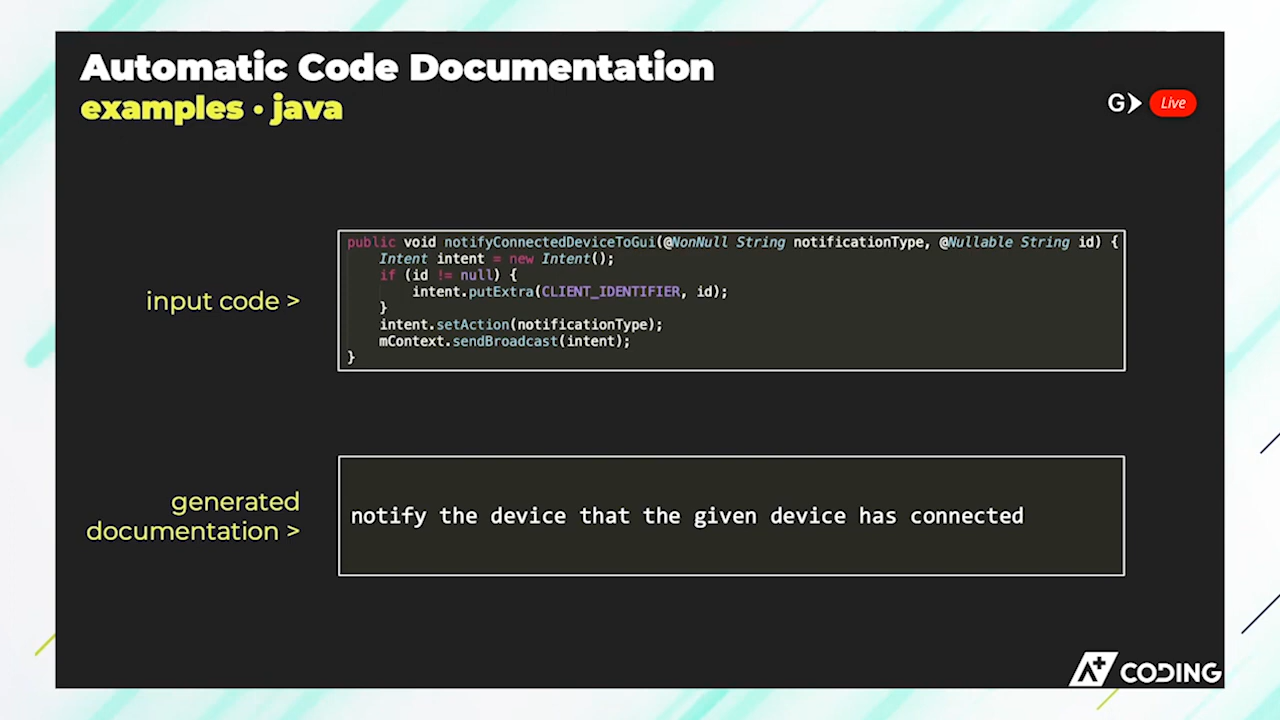 Automatic Code Documentation
examples • java
G
Live
input code >
public void notifyConnectedDeviceToGui(@NonNull String notificationType, @Nullable String id) {
    Intent intent = new Intent();
    if (id != null) {
        intent.putExtra(CLIENT_IDENTIFIER, id);
    }
    intent.setAction(notificationType);
    mContext.sendBroadcast(intent);
}
generated
documentation >
notify the device that the given device has connected
A+ CODING